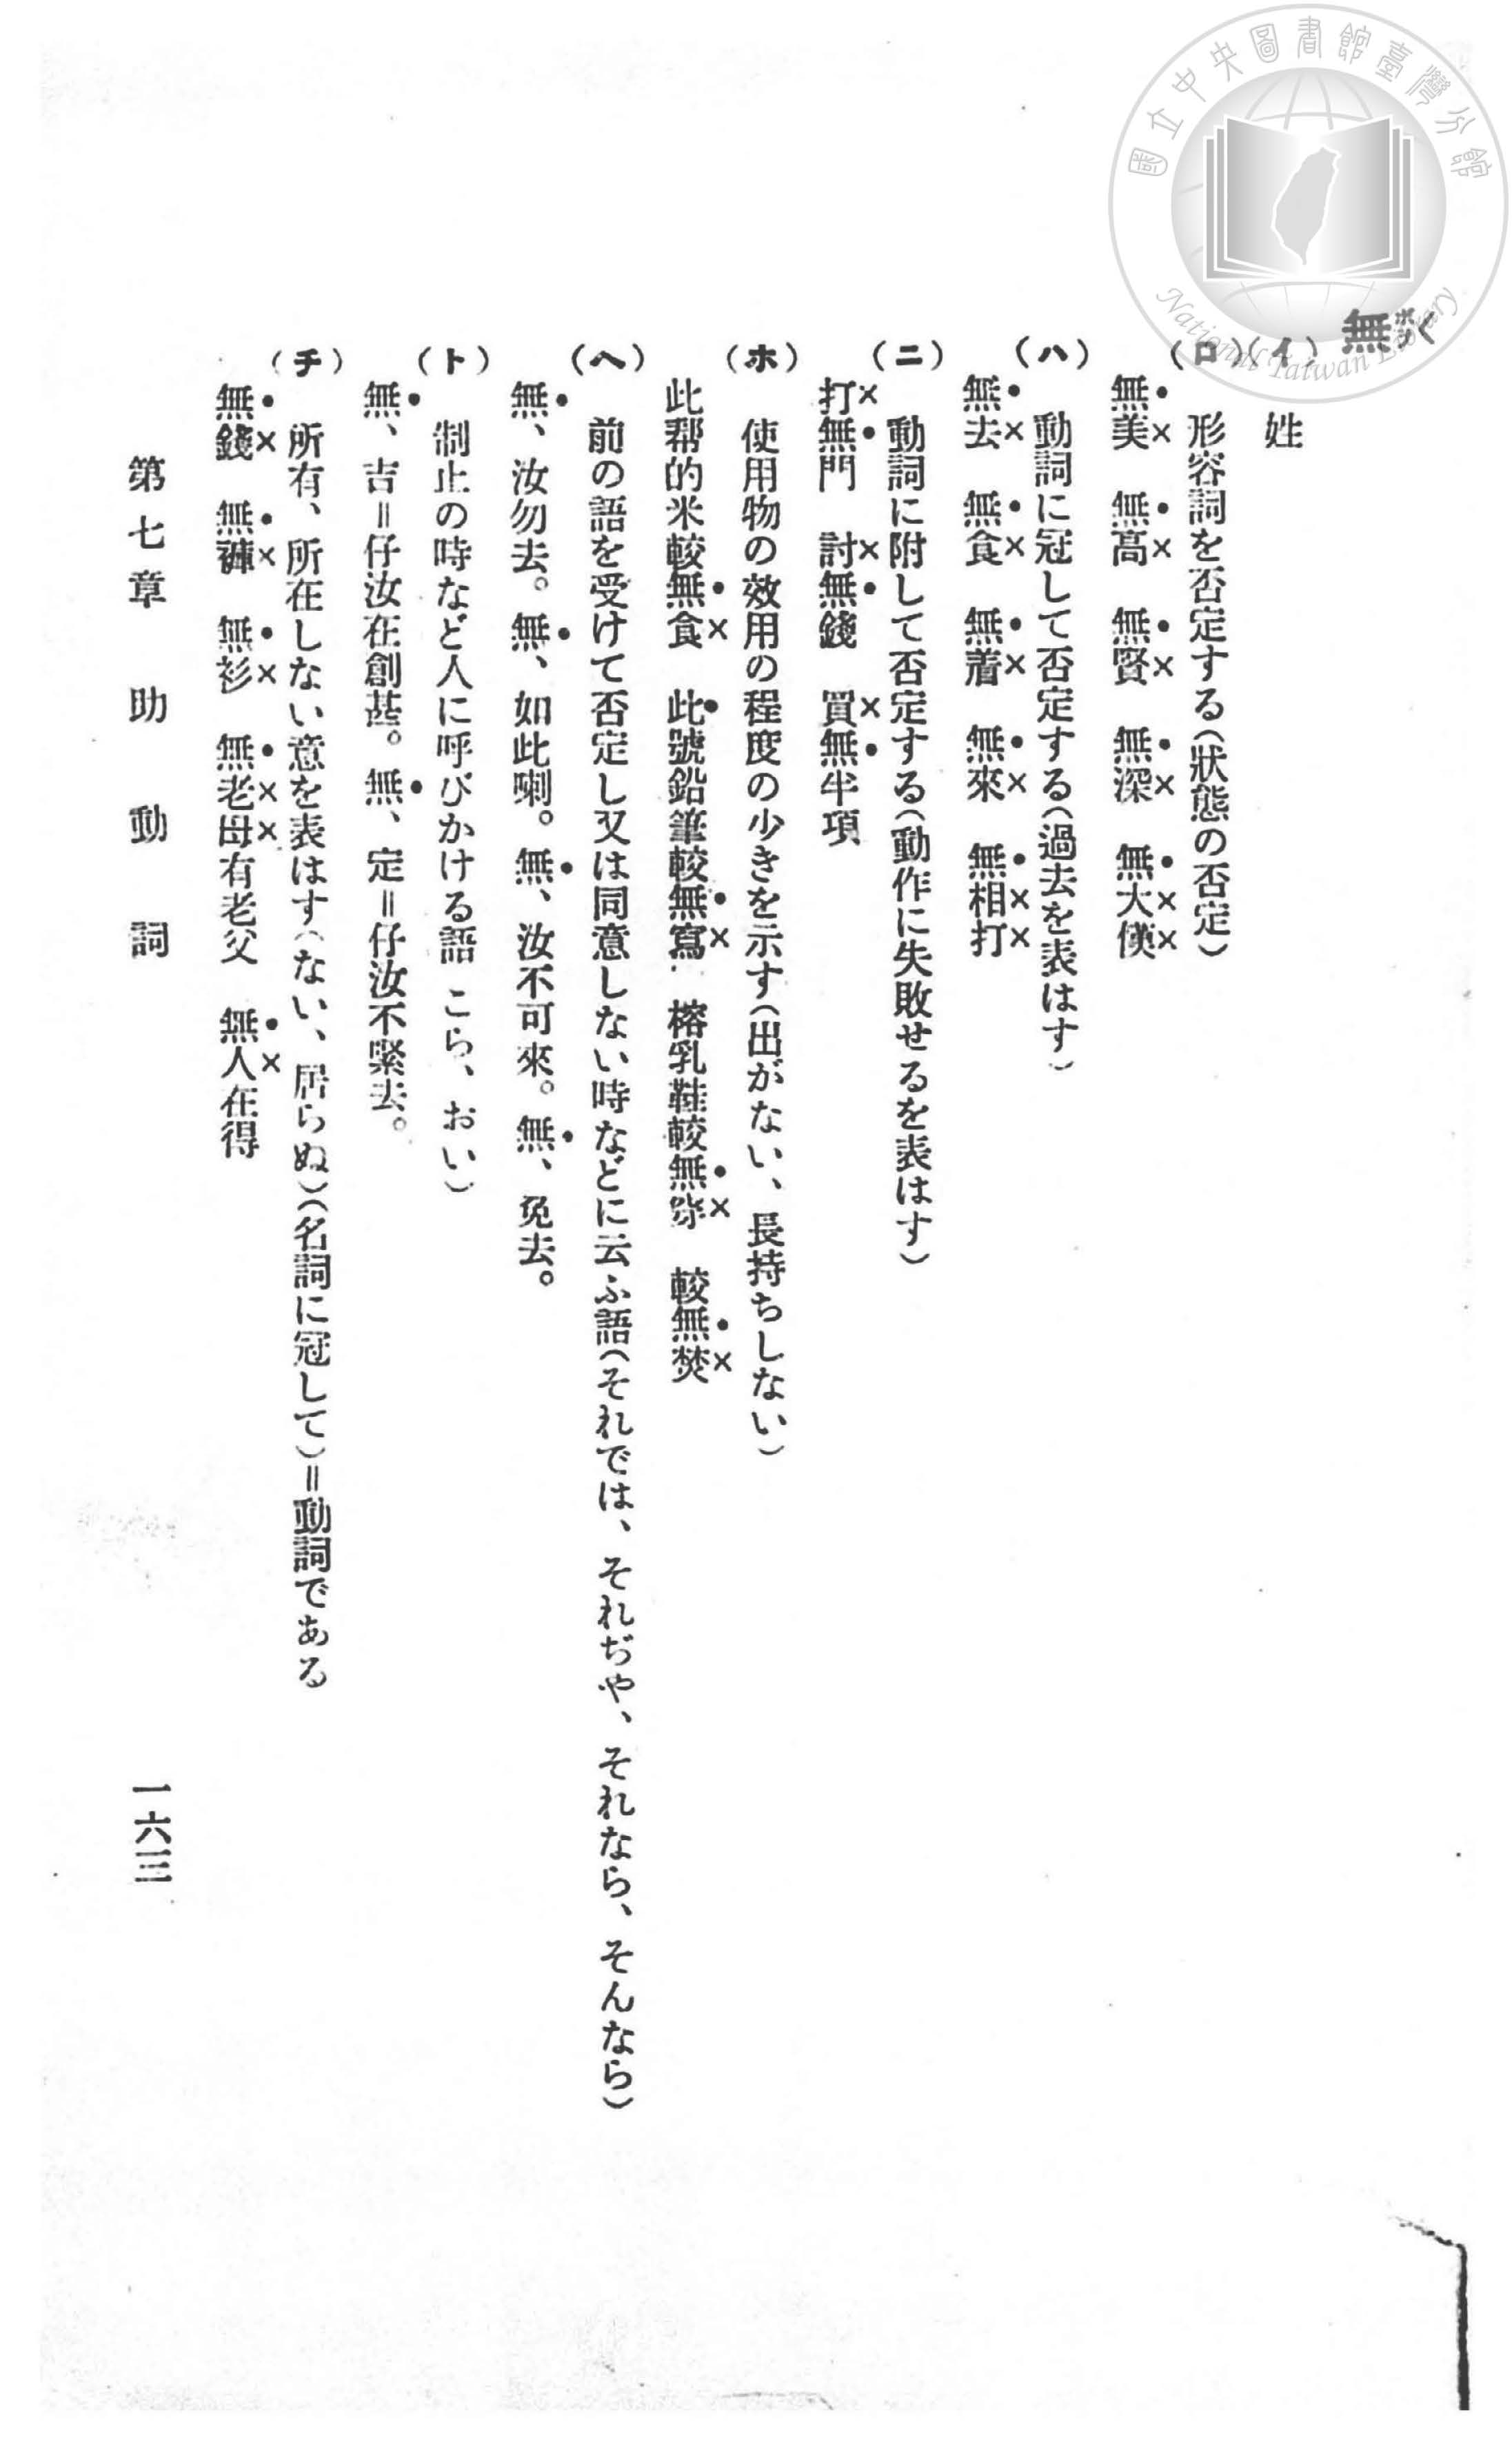 無
(イ) 姓
(ロ) 形容詞を否定する(狀態の否定)
無美 無高 無賢 無深 無大漢
(ハ) 動詞に冠して否定する(過去を表はす)
無去 無食 無着 無來 無相打
(ニ) 動詞に附して否定する(動作に失敗せるを表はす)
打無門 討無錢 買無半項
(ホ) 使用物の效用の程度の少きを示す(出がない、長持ちしない)
此帮的米較無食 此號鉛筆較無寫 榕乳鞋較無 較無焚
(ヘ) 前の語を受けて否定し又は同意しない時などに云ふ語(それでは、それぢや、それなら、そんなら)
無、汝勿去。無、如此喇。無、汝不可來。無、免去。
(ト) 制止の時など人に呼びかける語 こら、おい)
無、吉=仔汝在創甚。無、定=仔汝不緊去。
(チ) 所有、所在しない意を表はす(ない、居らぬ)(名詞に冠して)=動詞である
無錢 無褲 無衫 無老母有老父 無人在得
第七章 助動詞
一六三
國立中央圖書館臺灣分館
National Taiwan Library